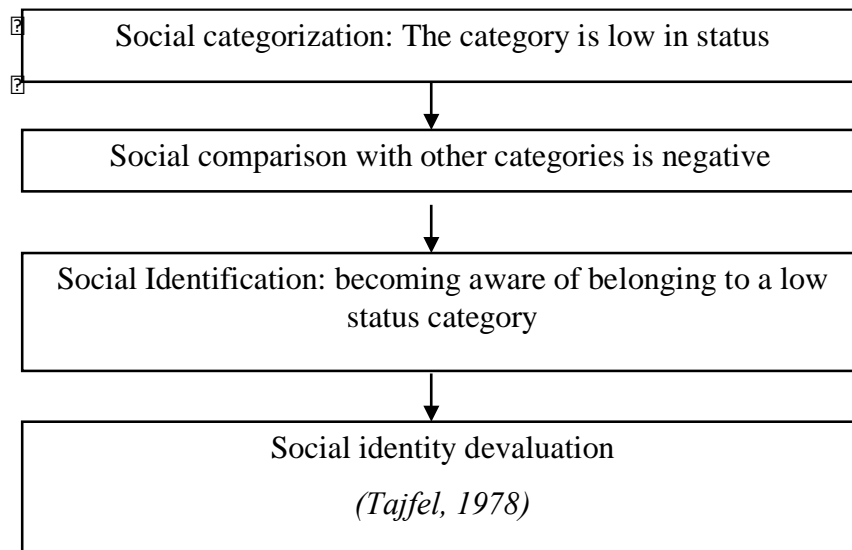 Social categorization: The category is low in status
Social comparison with other categories is negative
Social Identification: becoming aware of belonging to a low
status category
Social identity devaluation
(Tajfel, 1978)